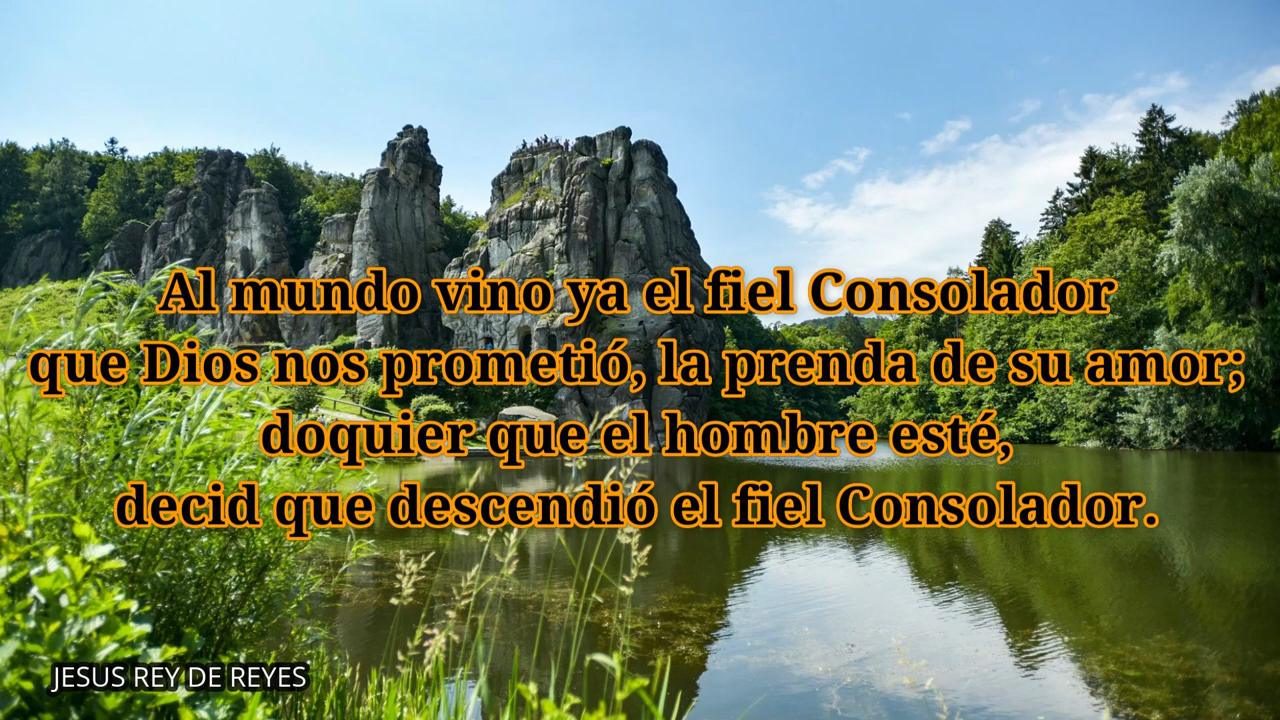 Al mundo vino ya el fiel Consolador
que Dios nos prometió, la prenda de su amor;
doquier que el hombre esté,
decid que descendió el fiel Consolador.
JESUS REY DE REYES